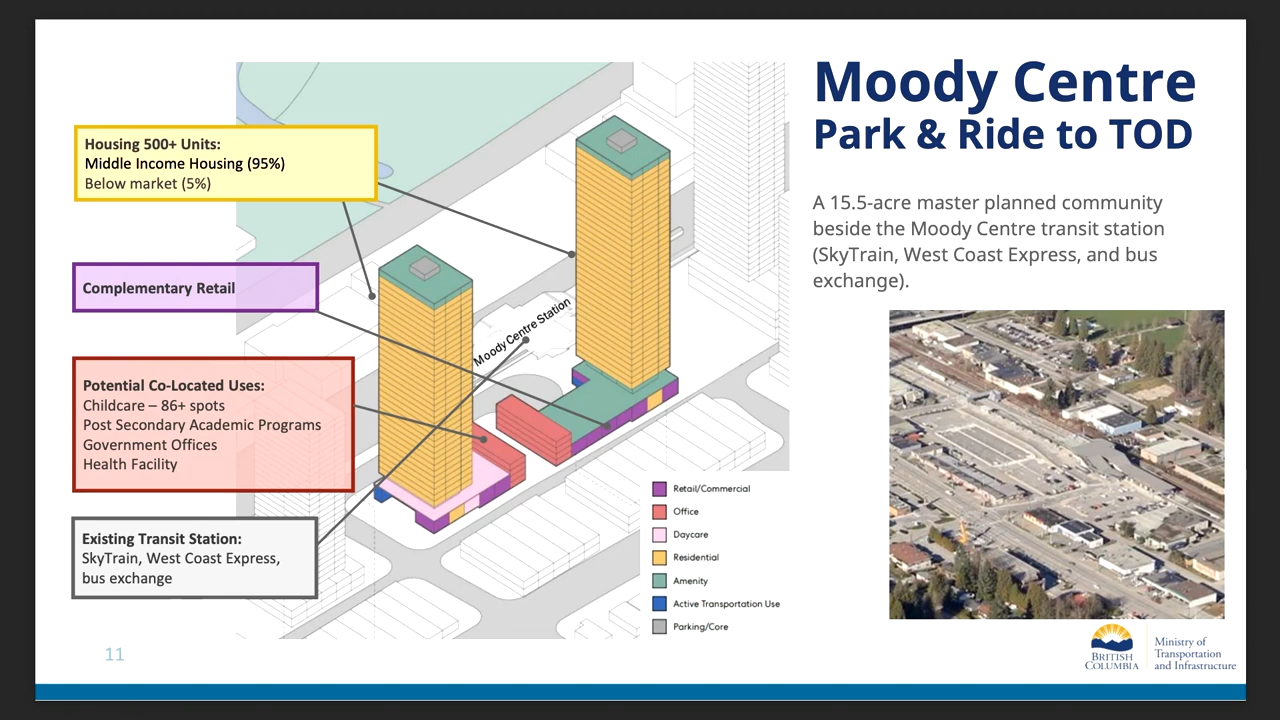 Moody Centre
Park & Ride to TOD
A 15.5-acre master planned community
beside the Moody Centre transit station
(SkyTrain, West Coast Express, and bus
exchange).
Housing 500+ Units:
Middle Income Housing (95%)
Below market (5%)
Complementary Retail
Potential Co-Located Uses:
Childcare – 86+ spots
Post Secondary Academic Programs
Government Offices
Health Facility
Existing Transit Station:
SkyTrain, West Coast Express,
bus exchange
Moody Centre Station
Retail/Commercial
Office
Daycare
Residential
Amenity
Active Transportation Use
Parking/Core
11
BRITISH
COLUMBIA
Ministry of
Transportation
and Infrastructure